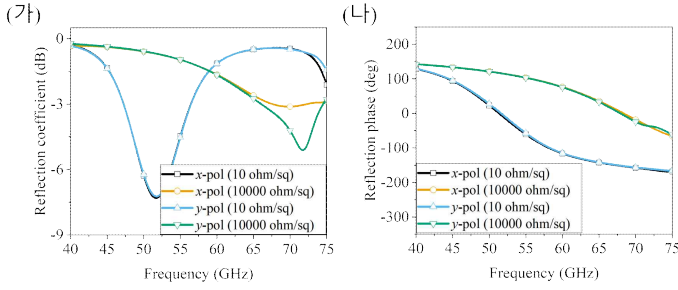 (가)
0
-3
-6
-9
40 45 50 55 60 65 70 75
Reflection coefficient (dB)
Frequency (GHz)
x-pol (10 ohm/sq)
x-pol (10000 ohm/sq)
y-pol (10 ohm/sq)
y-pol (10000 ohm/sq)
(나)
200
100
0
-100
-200
-300
40 45 50 55 60 65 70 75
Reflection phase (deg)
Frequency (GHz)
x-pol (10 ohm/sq)
x-pol (10000 ohm/sq)
y-pol (10 ohm/sq)
y-pol (10000 ohm/sq)